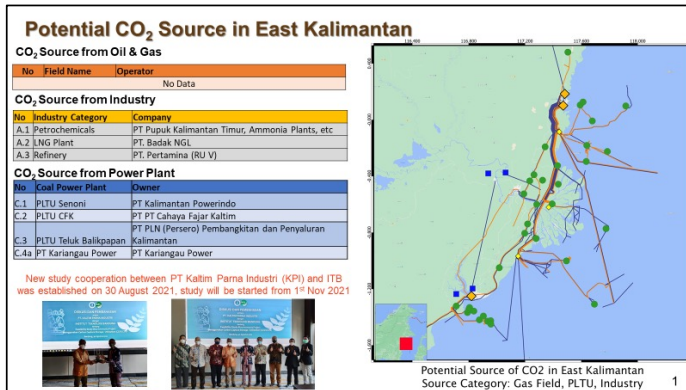 Potential CO2 Source in East Kalimantan
CO2 Source from Oil & Gas
No Field Name Operator
No Data
CO2 Source from Industry
No Industry Category Company
A.1 Petrochemicals PT Pupuk Kalimantan Timur, Ammonia Plants, etc
A.2 LNG Plant PT. Badak NGL
A.3 Refinery PT. Pertamina (RU V)
CO2 Source from Power Plant
No Coal Power Plant Owner
C.1 PLTU Senoni PT Kalimantan Powerindo
C.2 PLTU CFK PT PT Cahaya Fajar Kaltim
C.3 PLTU Teluk Balikpapan PT PLN (Persero) Pembangkitan dan Penyaluran
Kalimantan
C.4a PT Kariangau Power PT Kariangau Power
New study cooperation between PT Kaltim Parna Industri (KPI) and ITB
was established on 30 August 2021, study will be started from 1st Nov 2021
Potential Source of CO2 in East Kalimantan
Source Category: Gas Field, PLTU, Industry
1